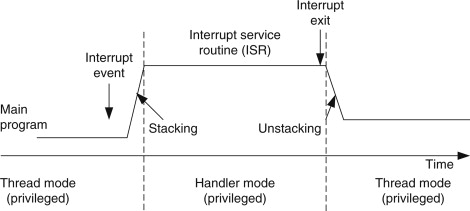 Interrupt
exit
Interrupt service
routine (ISR)
Interrupt
event
Main
program
Stacking
Unstacking
Time
Thread mode
(privileged)
Handler mode
(privileged)
Thread mode
(privileged)